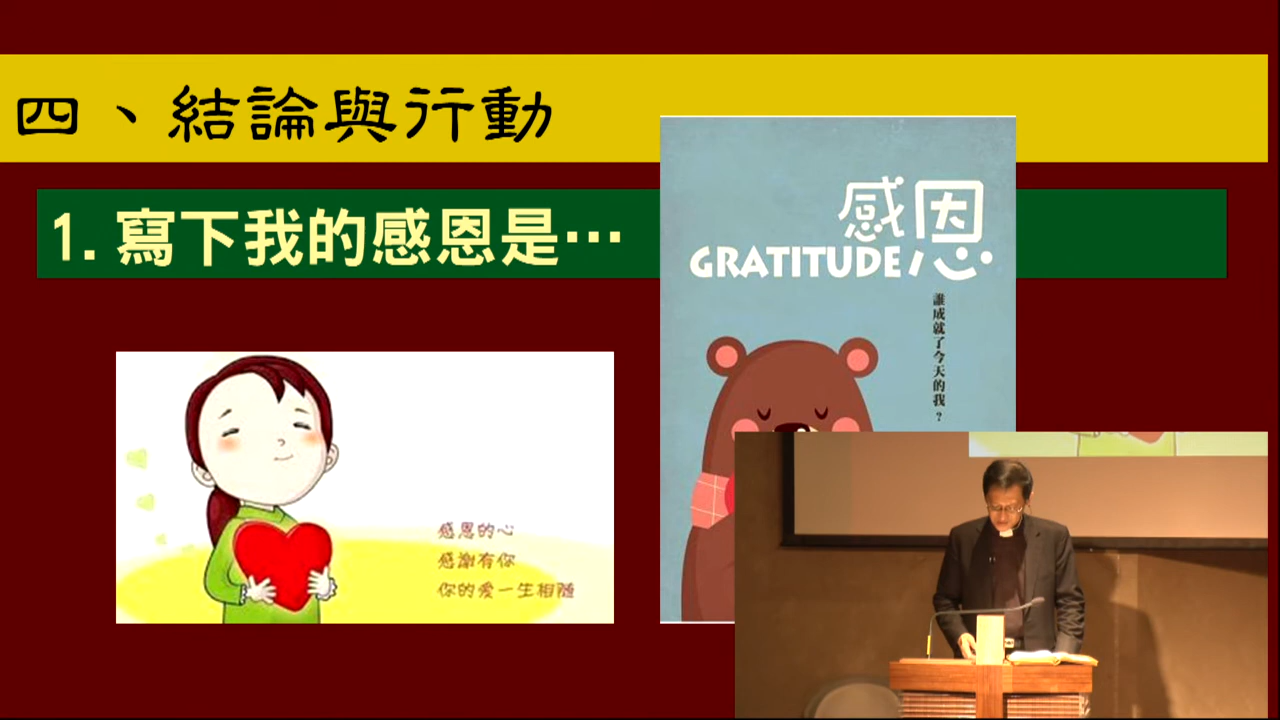 四、結論與行動
1.寫下我的感恩是…
感恩
GRATITUDE
誰成就了今天的我？
感恩的心
感謝有你
你的爱一生相随